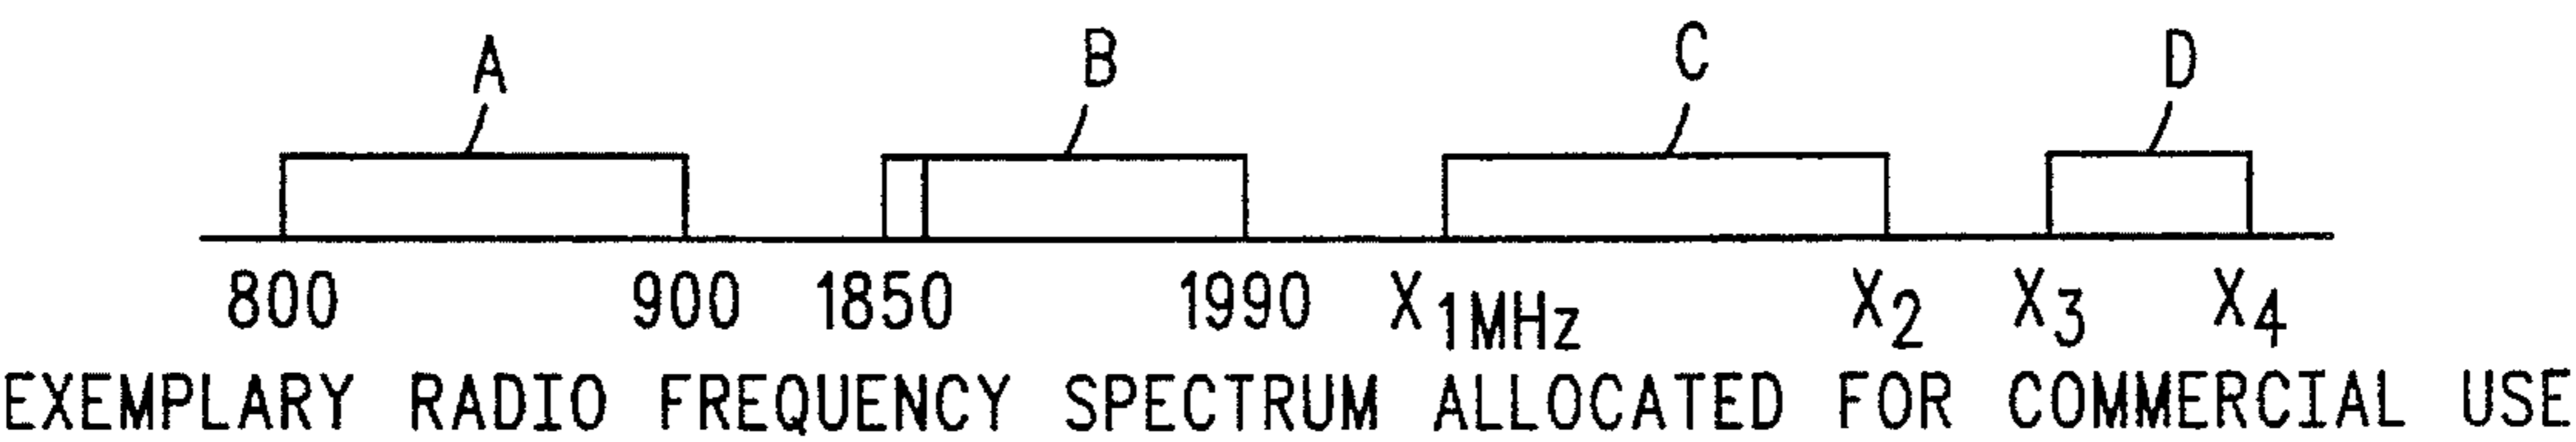 A B C D
800 900 1850 1990 X1MHz X2 X3 X4
EXEMPLARY RADIO FREQUENCY SPECTRUM ALLOCATED FOR COMMERCIAL USE